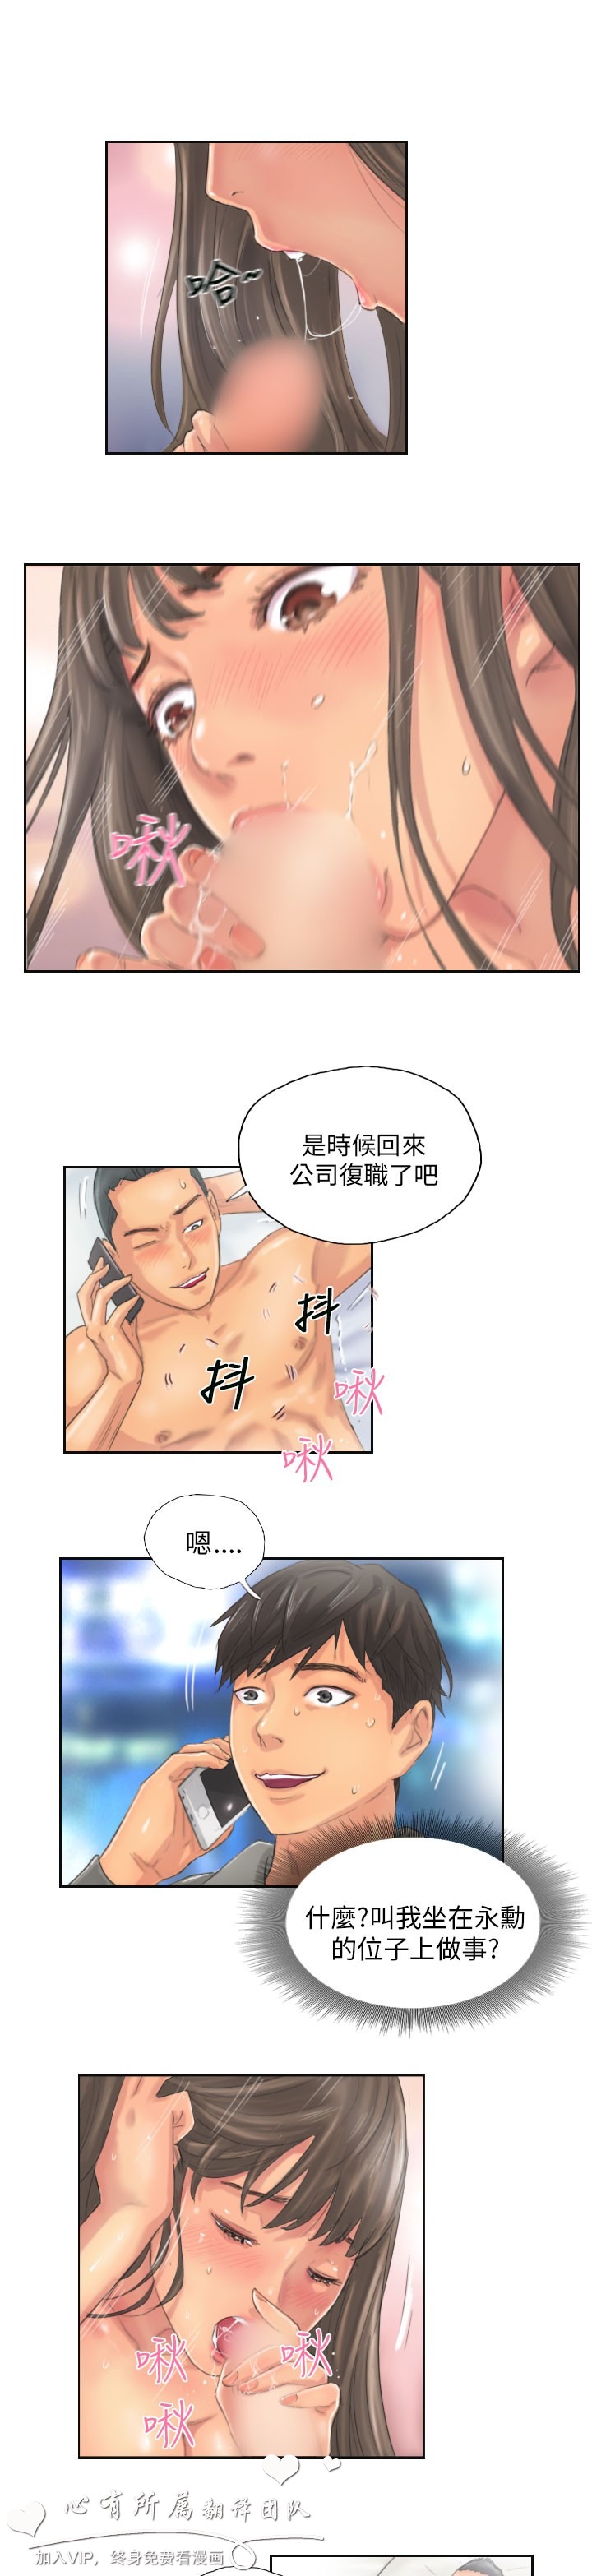 哈~
啾
是時候回來
公司復職了吧
抖
抖
啾
啾
嗯....
什麼?叫我坐在永勳
的位子上做事?
啾
啾
啾
心有所属翻译团队
加入VIP，终身免费看漫画